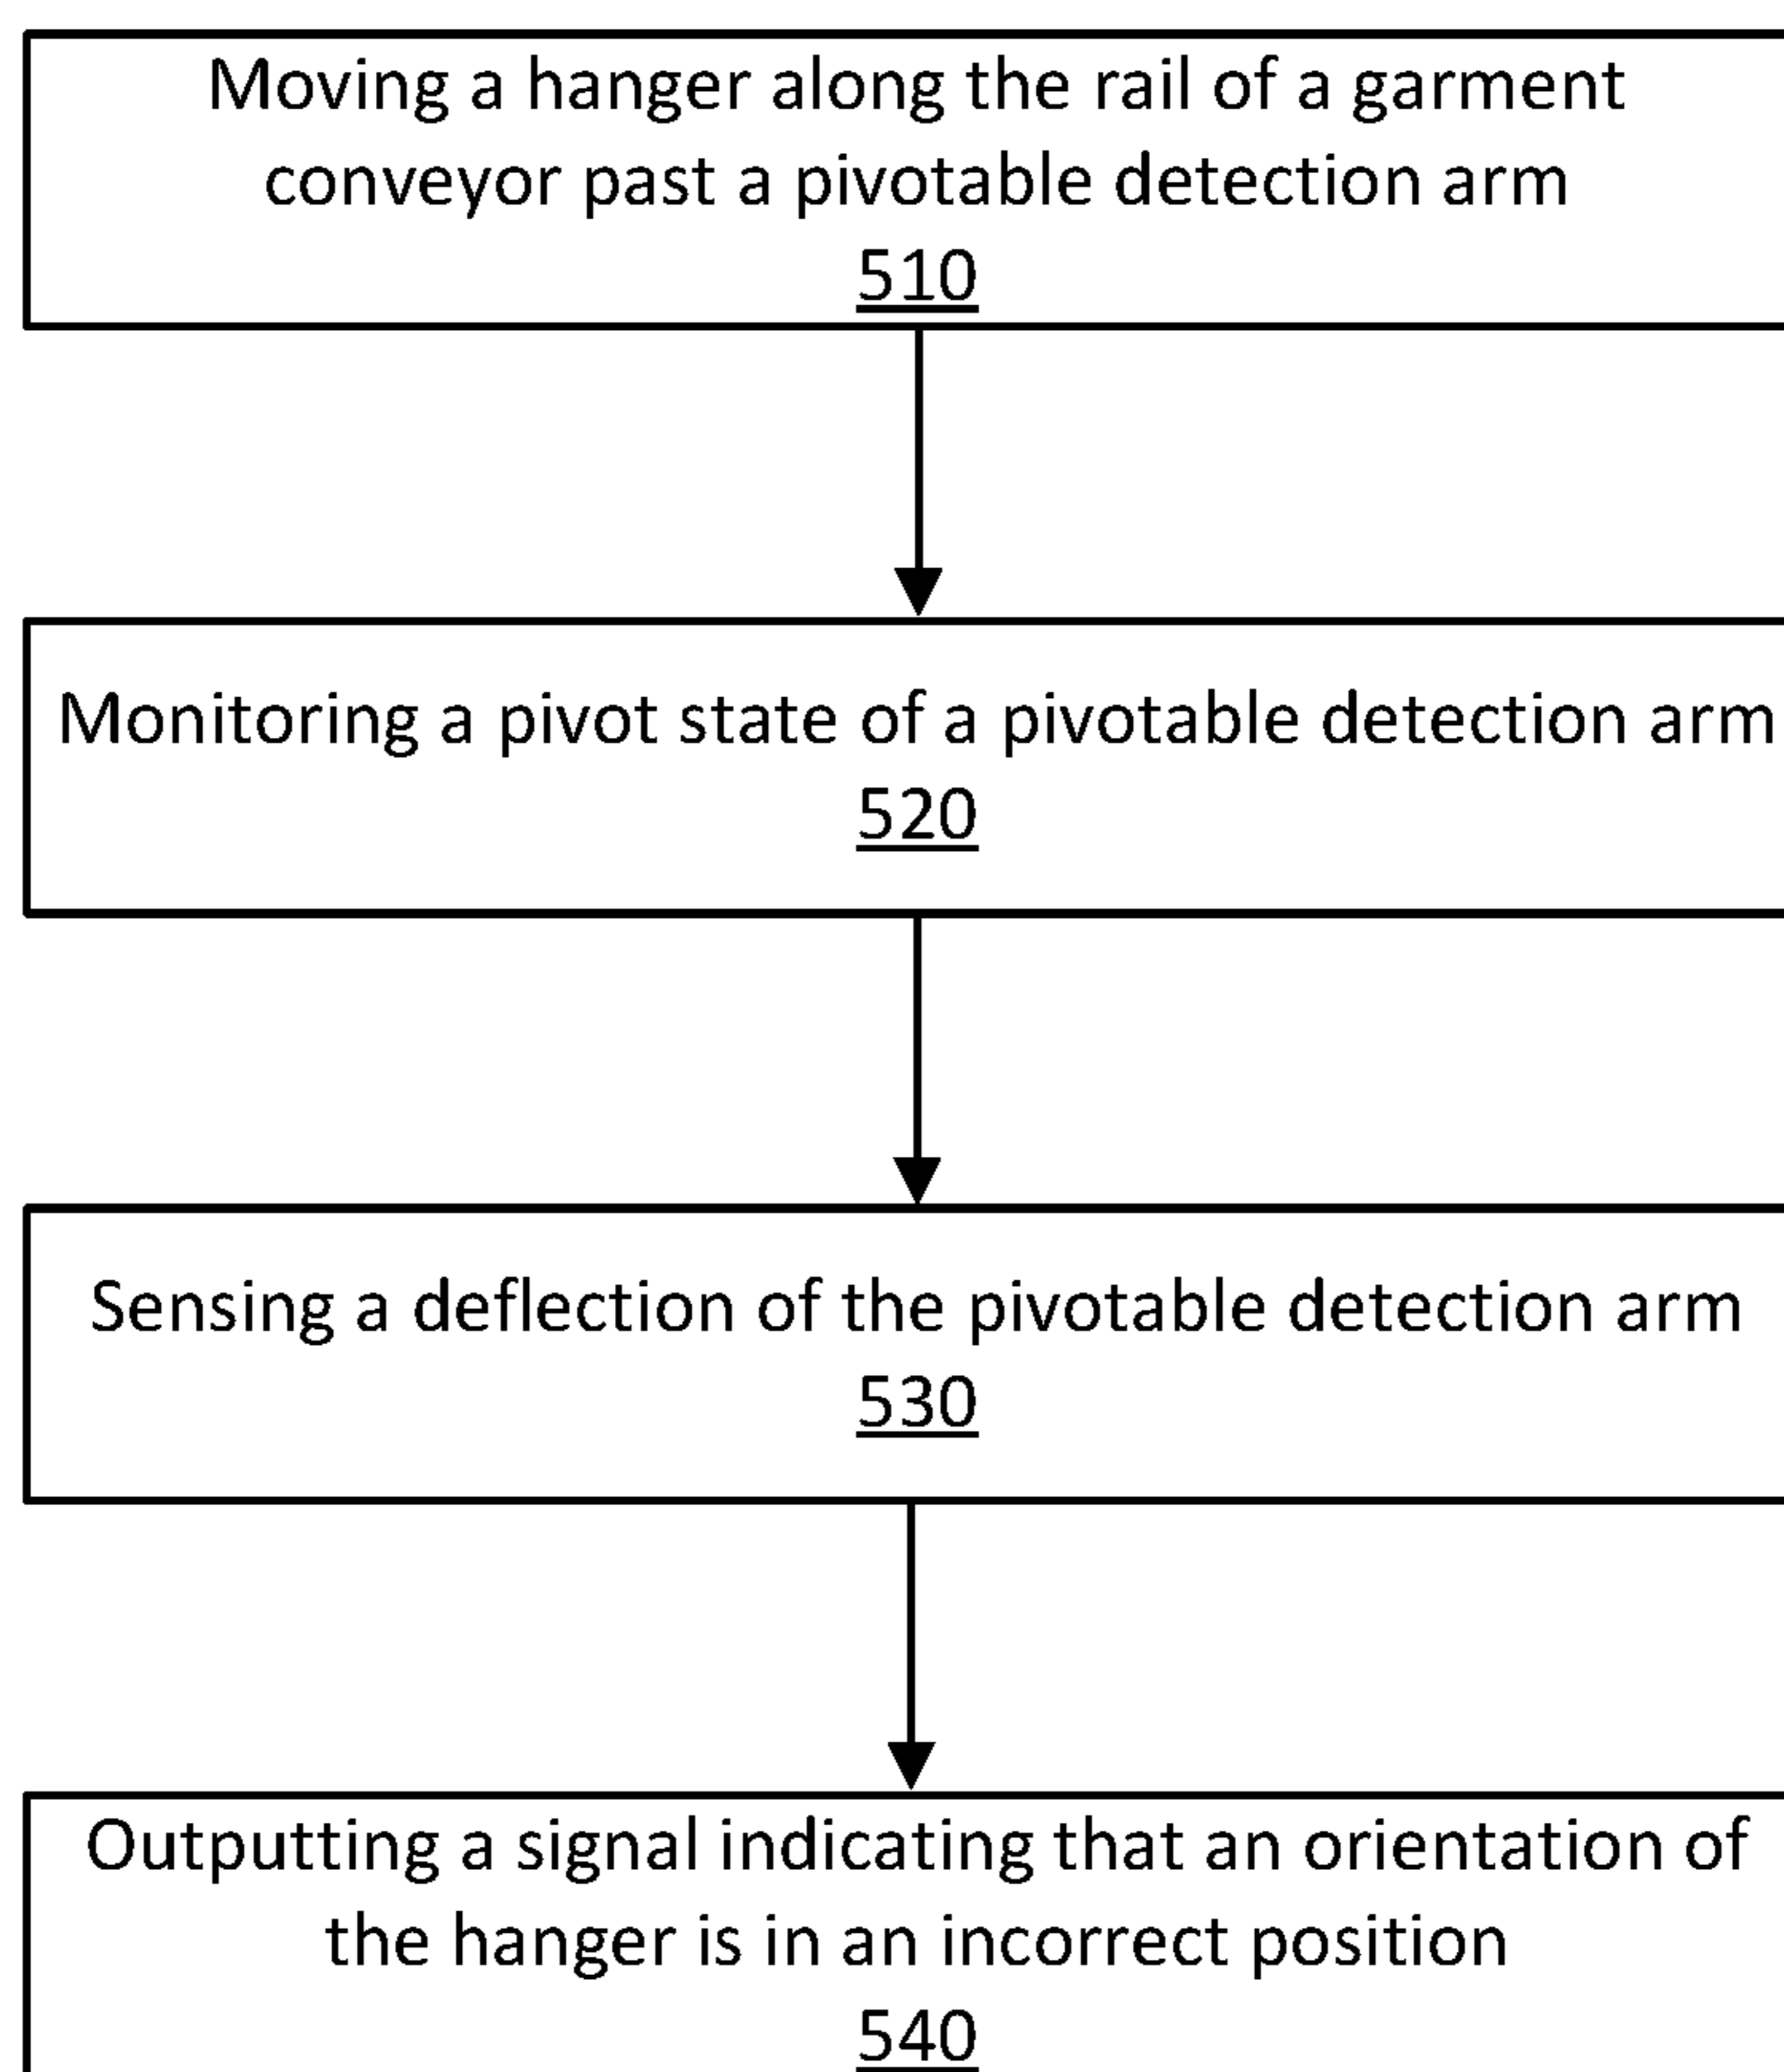 Moving a hanger along the rail of a garment
conveyor past a pivotable detection arm
510
Monitoring a pivot state of a pivotable detection arm
520
Sensing a deflection of the pivotable detection arm
530
Outputting a signal indicating that an orientation of
the hanger is in an incorrect position
540